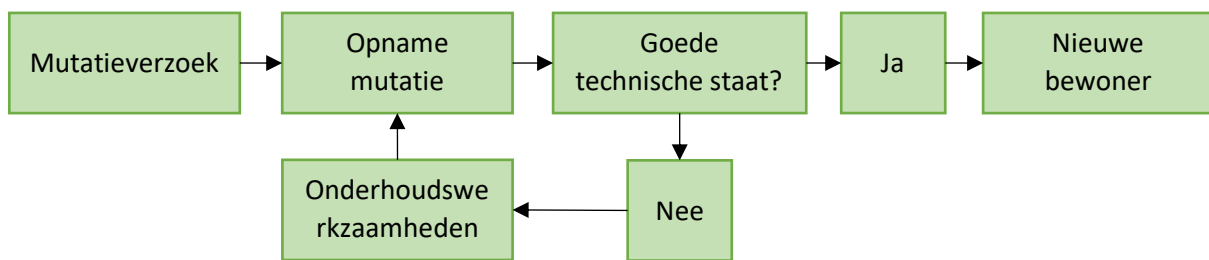 Mutatieverzoek
Opname
mutatie
Goede
technische staat?
Ja
Nieuwe
bewoner
Onderhoudswe
rkzaamheden
Nee